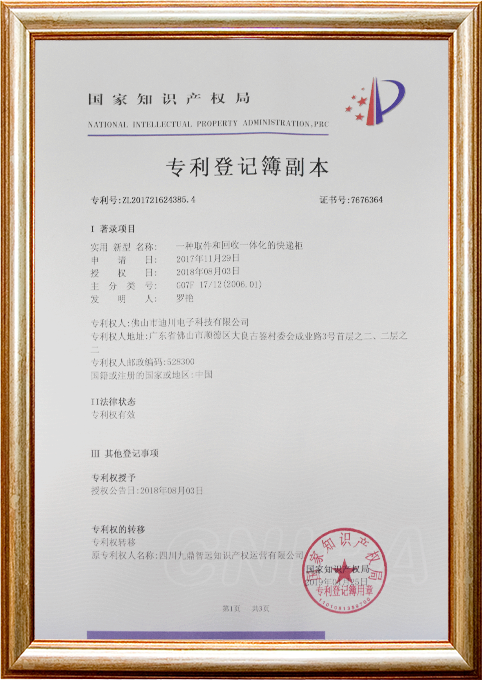 国家知识产权局
NATIONAL INTELLECTUAL PROPERTY ADMINISTRATION,PRC
专利登记簿副本
专利号:ZL201721624385.4 证书号:7676364
I 著录项目
实用 新型 名称: 一种取件和回收一体化的快递柜
申 请 日: 2017年11月29日
授 权 日: 2018年08月03日
主 分 类 号: G07F 17/12(2006.01)
发 明 人: 罗艳
专利权人:佛山市迪川电子科技有限公司
专利权人地址:广东省佛山市顺德区大良古鉴村委会成业路3号首层之二、二层之
二
专利权人邮政编码:528300
国籍或注册的国家或地区:中国
II法律状态
专利权有效
III 其他登记事项
专利权授予
授权公告日:2018年08月03日
专利权的转移
专利权转移
原专利权人名称:四川九鼎智远知识产权运营有限公司
国家知识产权局
国家知识产权局
专利登记簿用章
第1页 共3页